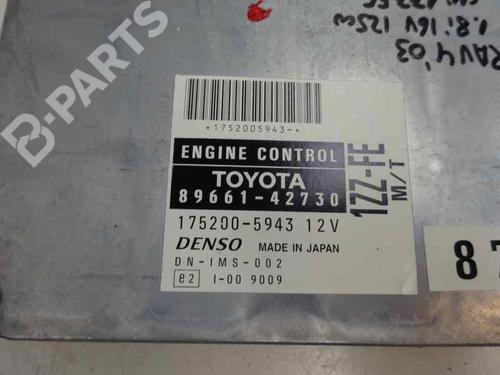 RAV4 '03
1.8i 16V 125cv
*1752005943-*
ENGINE CONTROL
TOYOTA
89661-42730
175200-5943 12V
DENSO MADE IN JAPAN
DN-IMS-002
e2 I-00 9009
1ZZ-FE
M/T
8 7
B-PARTS